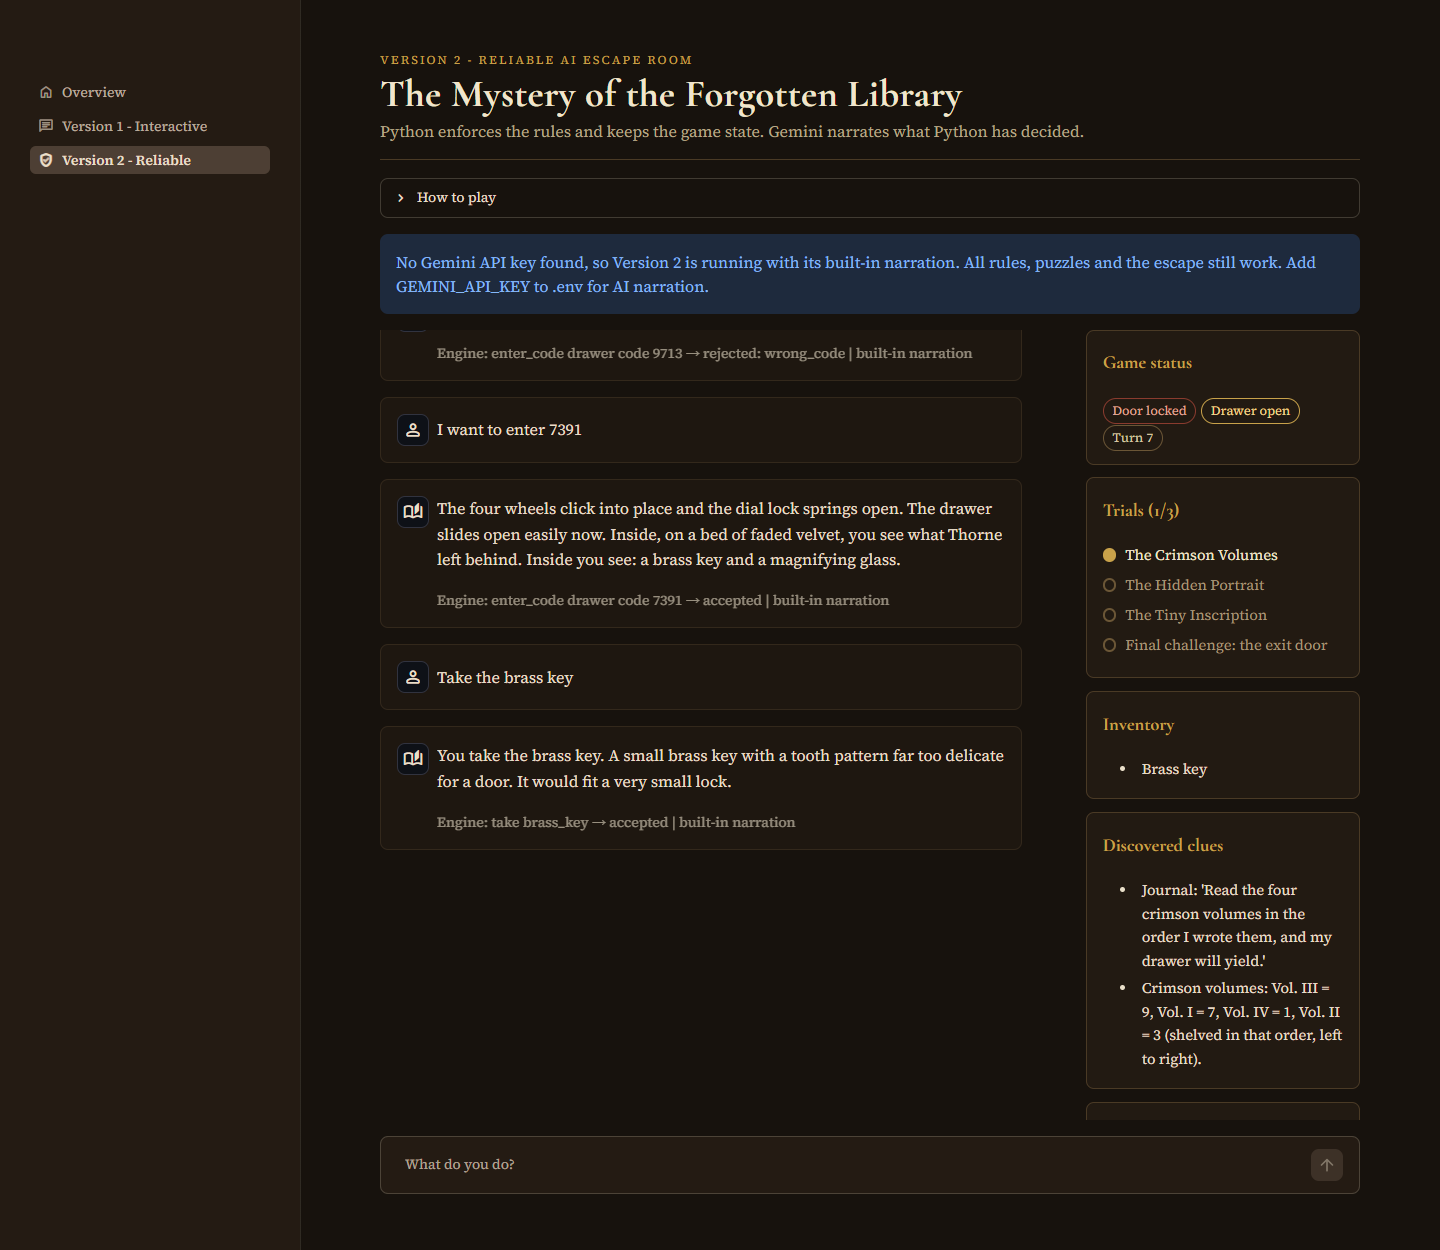 Overview
Version 1 - Interactive
Version 2 - Reliable
VERSION 2 - RELIABLE AI ESCAPE ROOM
The Mystery of the Forgotten Library
Python enforces the rules and keeps the game state. Gemini narrates what Python has decided.
How to play
No Gemini API key found, so Version 2 is running with its built-in narration. All rules, puzzles and the escape still work. Add
GEMINI_API_KEY to .env for AI narration.
Engine: enter_code drawer code 9713 → rejected: wrong_code | built-in narration
I want to enter 7391
The four wheels click into place and the dial lock springs open. The drawer
slides open easily now. Inside, on a bed of faded velvet, you see what Thorne
left behind. Inside you see: a brass key and a magnifying glass.
Engine: enter_code drawer code 7391 → accepted | built-in narration
Take the brass key
You take the brass key. A small brass key with a tooth pattern far too delicate
for a door. It would fit a very small lock.
Engine: take brass_key → accepted | built-in narration
Game status
Door locked
Drawer open
Turn 7
Trials (1/3)
The Crimson Volumes
The Hidden Portrait
The Tiny Inscription
Final challenge: the exit door
Inventory
• Brass key
Discovered clues
• Journal: 'Read the four
crimson volumes in the
order I wrote them, and my
drawer will yield.'
• Crimson volumes: Vol. III =
9, Vol. I = 7, Vol. IV = 1, Vol. II
= 3 (shelved in that order, left
to right).
What do you do?